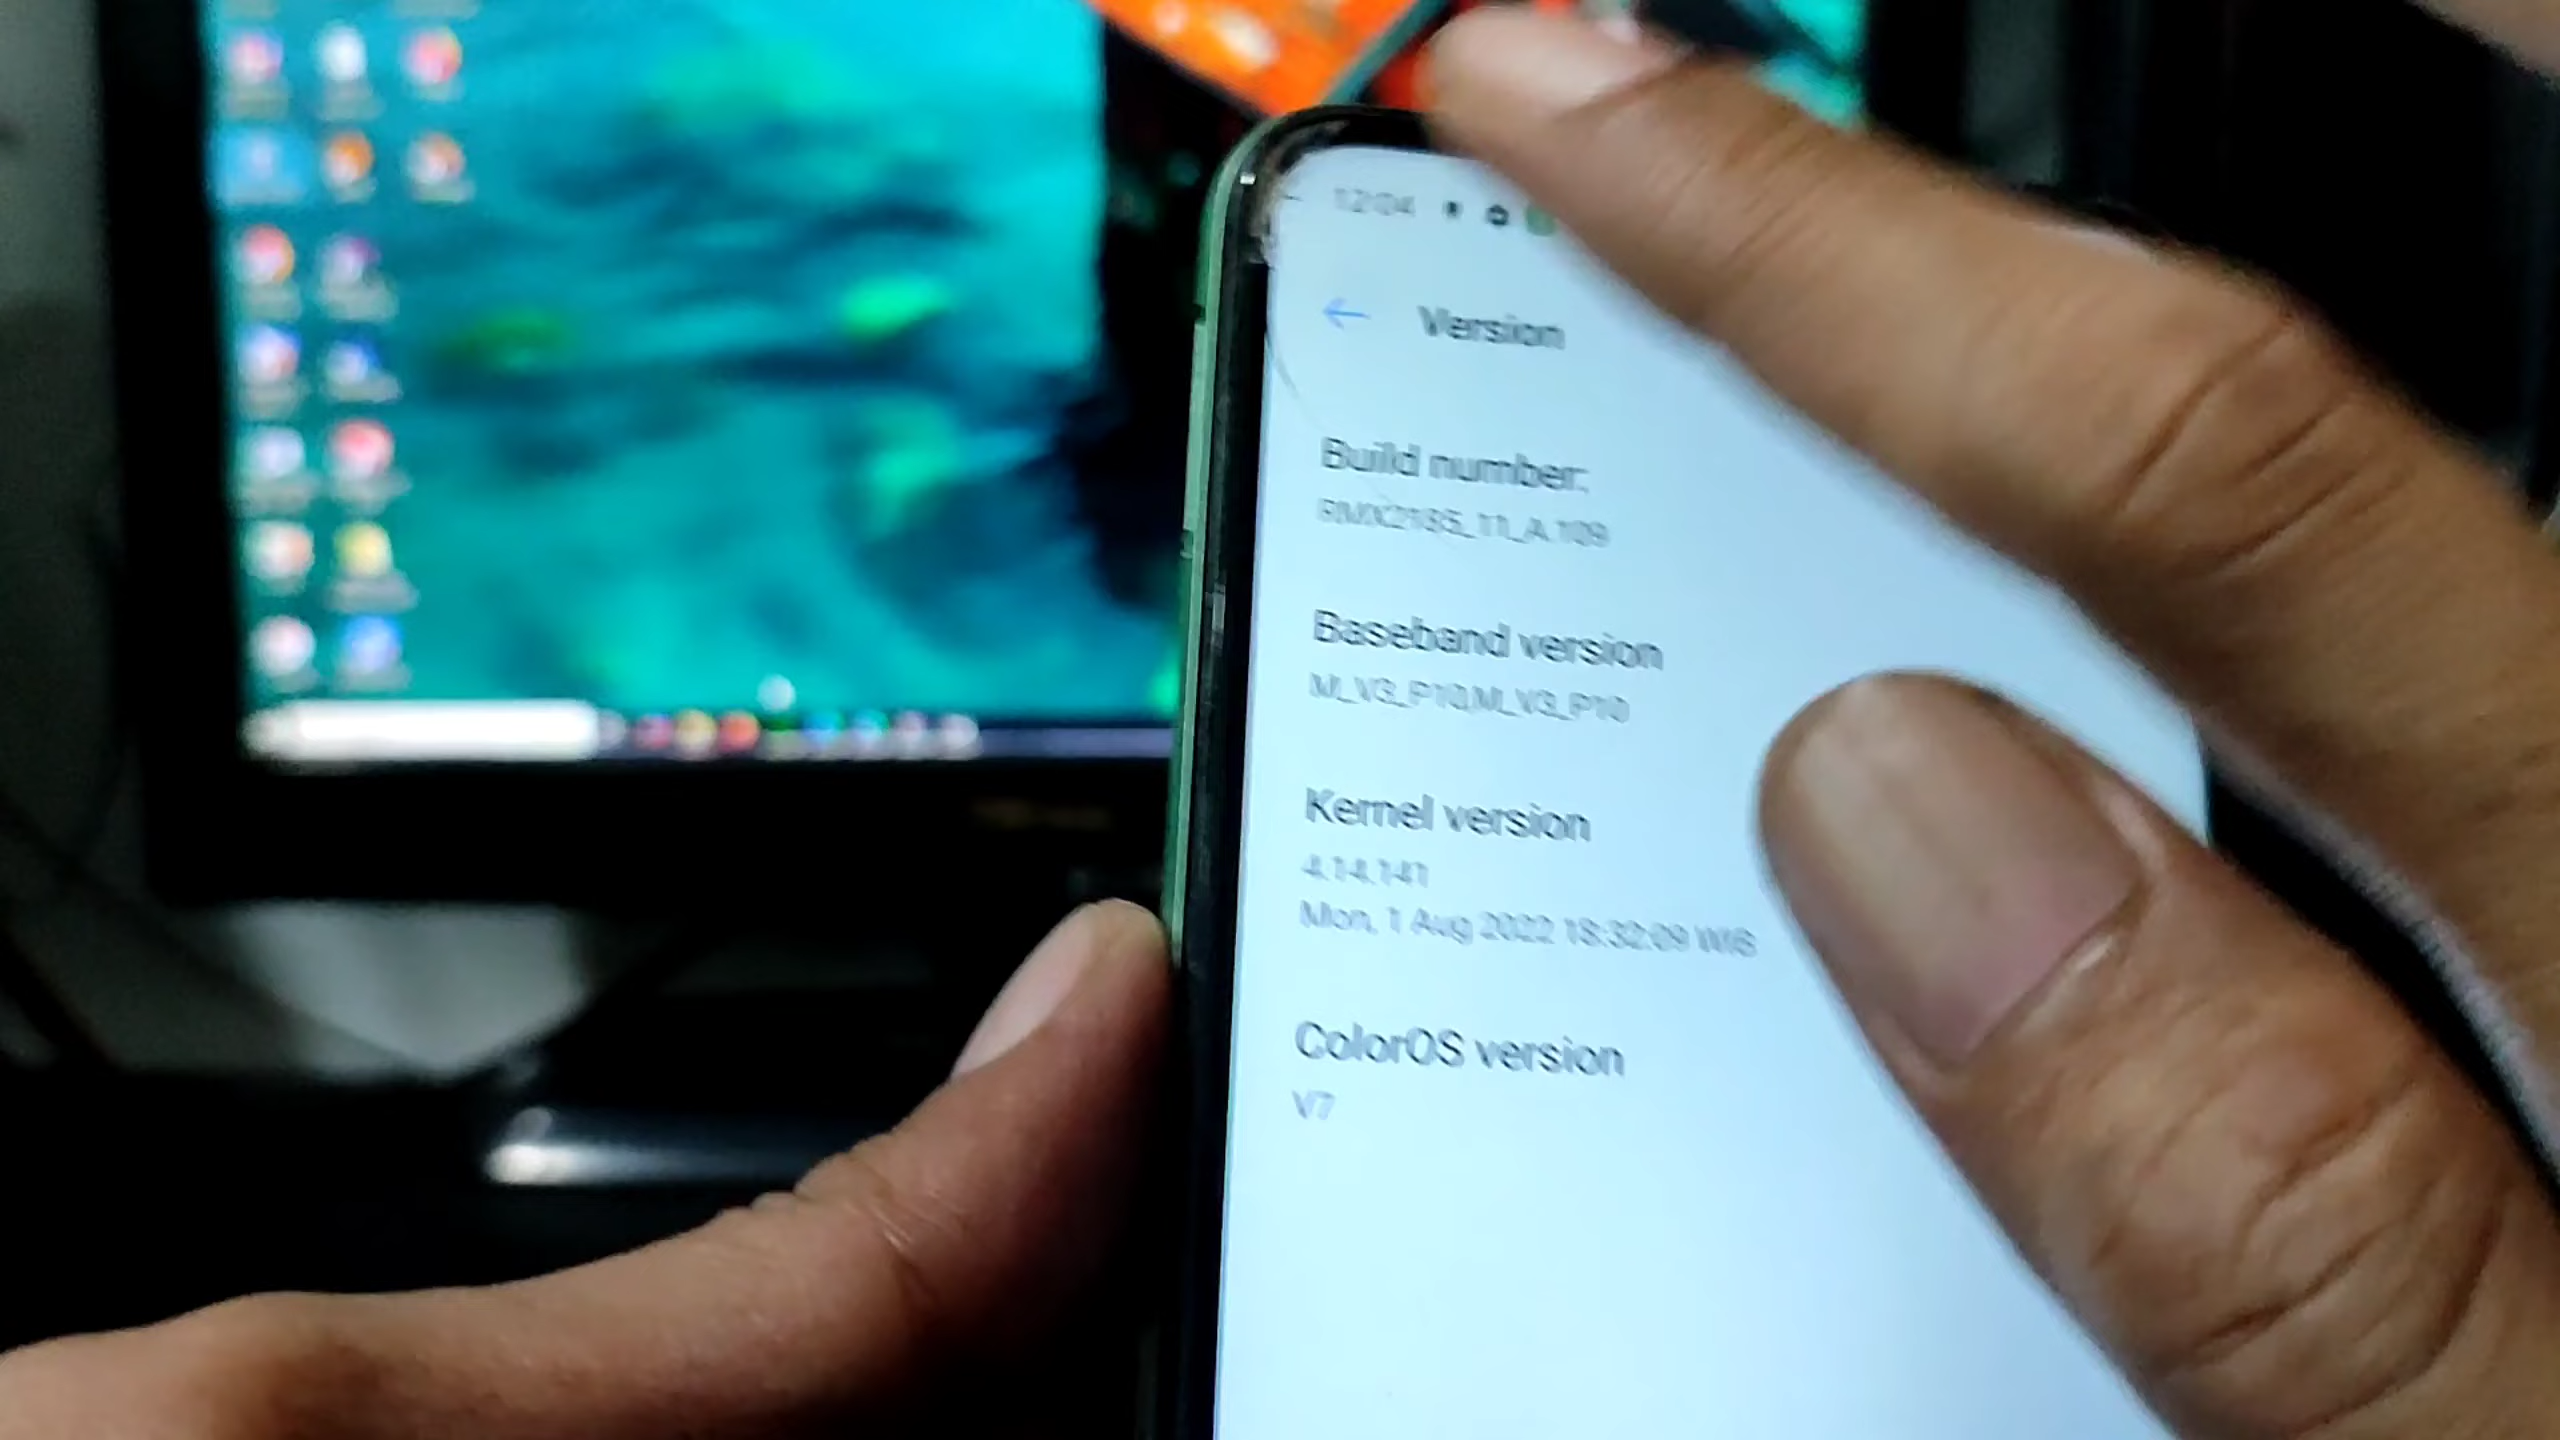 12:04
Version
Build number:
RMX2185_11_A.109
Baseband version
M_V3_P10,M_V3_P10
Kernel version
4.14.141
Mon, 1 Aug 2022 18:32:09 WIB
ColorOS version
V7